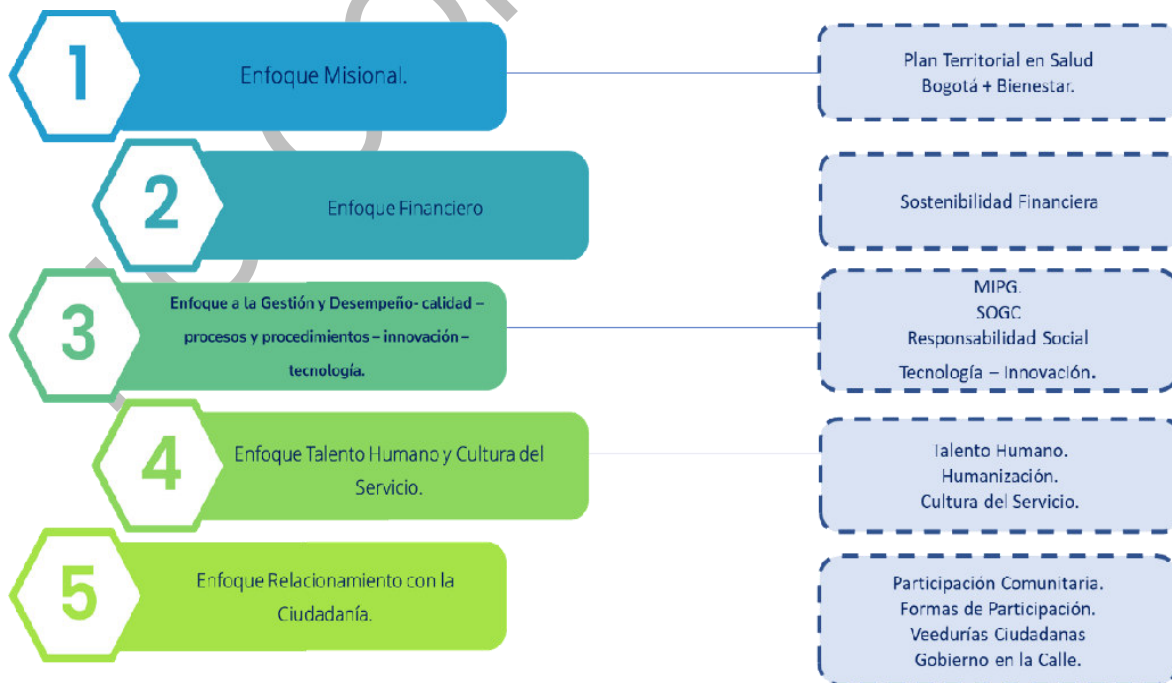 1
Enfoque Misional.
Plan Territorial en Salud
Bogotá + Bienestar.
2
Enfoque Financiero
Sostenibilidad Financiera
3
Enfoque a la Gestión y Desempeño- calidad –
procesos y procedimientos – innovación –
tecnología.
MIPG.
SOGC
Responsabilidad Social
Tecnología – Innovación.
4
Enfoque Talento Humano y Cultura del
Servicio.
Talento Humano.
Humanización.
Cultura del Servicio.
5
Enfoque Relacionamiento con la
Ciudadanía.
Participación Comunitaria.
Formas de Participación.
Veedurías Ciudadanas
Gobierno en la Calle.